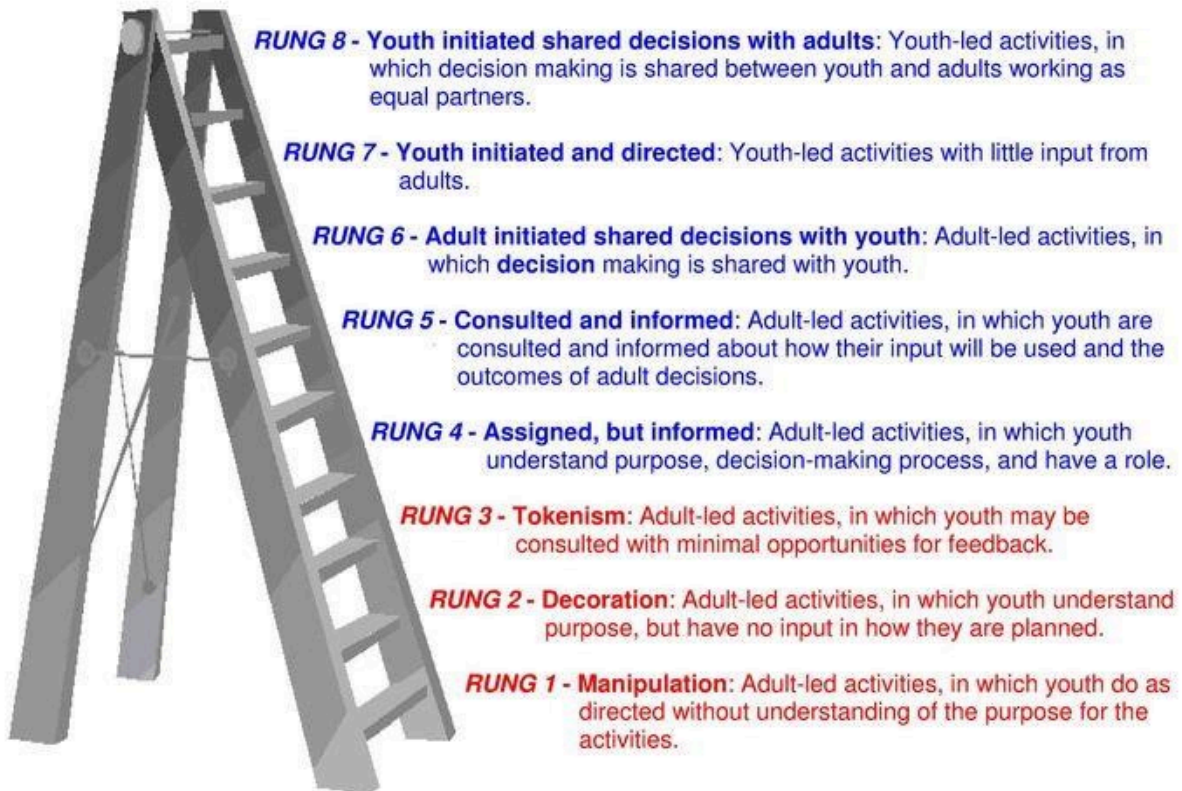 RUNG 8 - Youth initiated shared decisions with adults: Youth-led activities, in
which decision making is shared between youth and adults working as
equal partners.
RUNG 7 - Youth initiated and directed: Youth-led activities with little input from
adults.
RUNG 6 - Adult initiated shared decisions with youth: Adult-led activities, in
which decision making is shared with youth.
RUNG 5 - Consulted and informed: Adult-led activities, in which youth are
consulted and informed about how their input will be used and the
outcomes of adult decisions.
RUNG 4 - Assigned, but informed: Adult-led activities, in which youth
understand purpose, decision-making process, and have a role.
RUNG 3 - Tokenism: Adult-led activities, in which youth may be
consulted with minimal opportunities for feedback.
RUNG 2 - Decoration: Adult-led activities, in which youth understand
purpose, but have no input in how they are planned.
RUNG 1 - Manipulation: Adult-led activities, in which youth do as
directed without understanding of the purpose for the
activities.